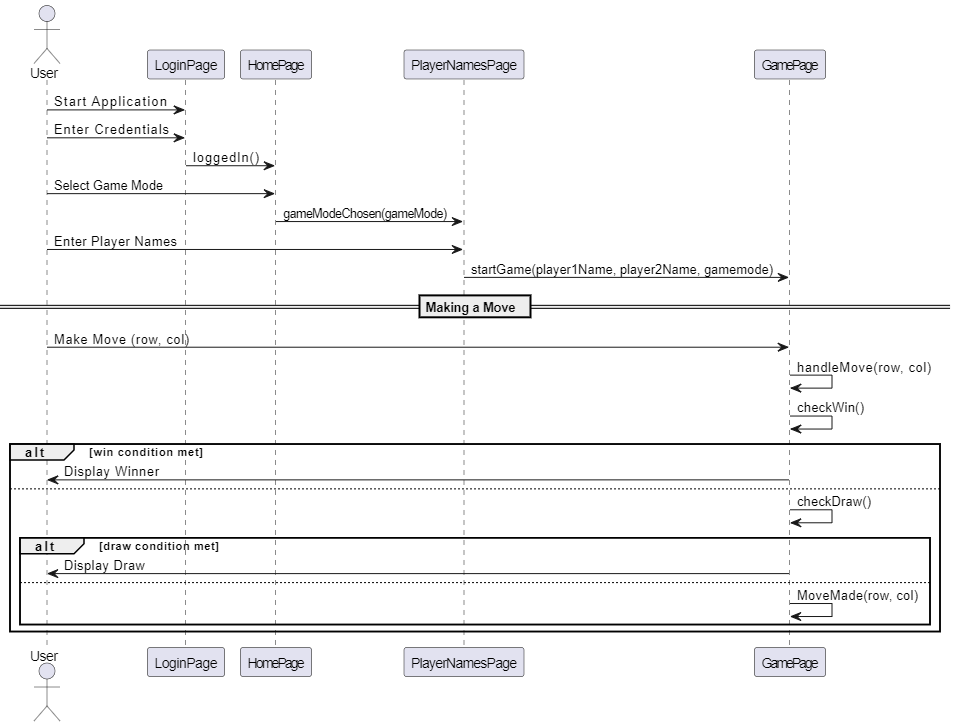 User
LoginPage
HomePage
PlayerNamesPage
GamePage
Start Application
Enter Credentials
loggedIn()
Select Game Mode
gameModeChosen(gameMode)
Enter Player Names
startGame(player1Name, player2Name, gamemode)
Making a Move
Make Move (row, col)
handleMove(row, col)
checkWin()
alt [win condition met]
Display Winner
checkDraw()
alt [draw condition met]
Display Draw
MoveMade(row, col)
User
LoginPage
HomePage
PlayerNamesPage
GamePage